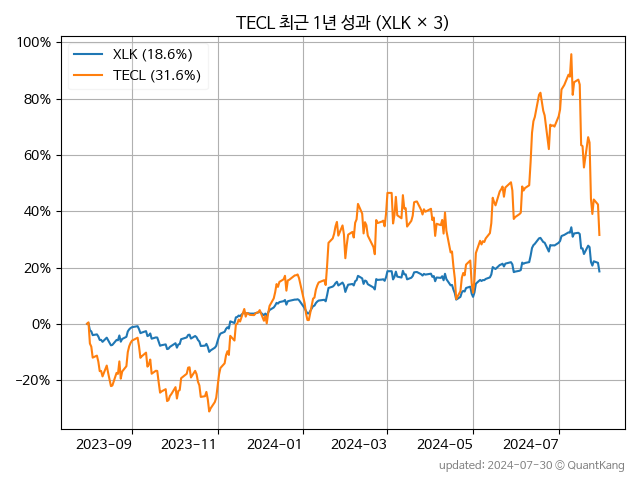 TECL 최근 1년 성과 (XLK × 3)
100%
80%
60%
40%
20%
0%
−20%
XLK (18.6%)
TECL (31.6%)
2023-09 2023-11 2024-01 2024-03 2024-05 2024-07
updated: 2024-07-30 © QuantKang